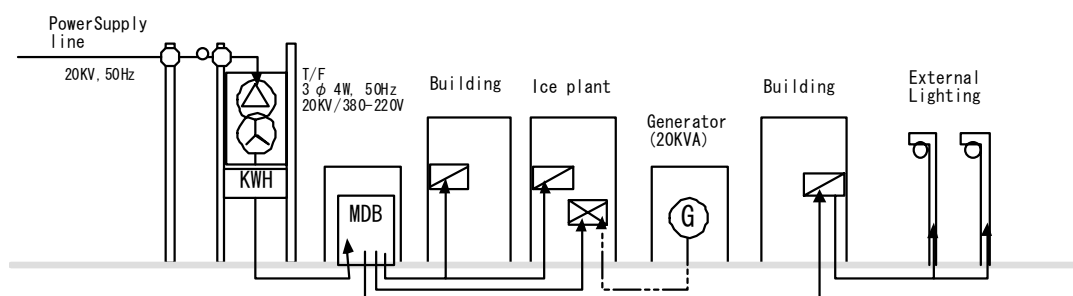 PowerSupply
line
20KV, 50Hz
T/F
3 φ 4W, 50Hz
20KV/380-220V
KWH
MDB
Building
Ice plant
Generator
(20KVA)
G
Building
External
Lighting